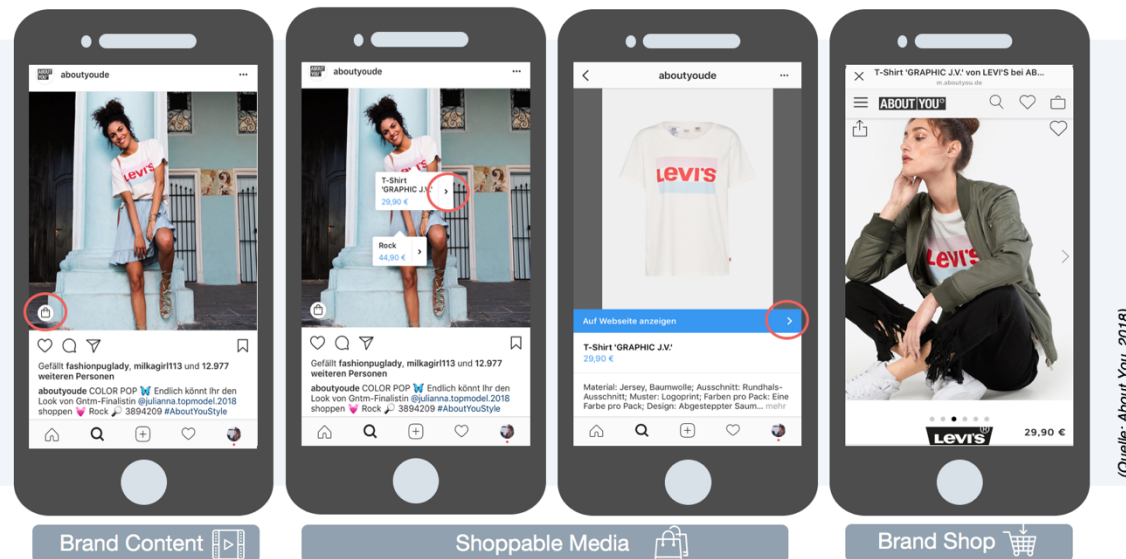 ABOUT YOU° aboutyoude ...
LEVI'S
Gefällt fashionpuglady, milkagirl113 und 12.977
weiteren Personen
aboutyoude COLOR POP 🦋 Endlich könnt Ihr den
Look von Gntm-Finalistin @julianna.topmodel.2018
shoppen 💓 Rock 🔎 3894209 #AboutYouStyle
Brand Content
ABOUT YOU° aboutyoude ...
T-Shirt
'GRAPHIC J.V.'
29,90 €
Rock
44,90 €
Gefällt fashionpuglady, milkagirl113 und 12.977
weiteren Personen
aboutyoude COLOR POP 🦋 Endlich könnt Ihr den
Look von Gntm-Finalistin @julianna.topmodel.2018
shoppen 💓 Rock 🔎 3894209 #AboutYouStyle
aboutyoude ...
Levi's
Auf Webseite anzeigen
T-Shirt 'GRAPHIC J.V.'
29,90 €
Material: Jersey, Baumwolle; Ausschnitt: Rundhals-
Ausschnitt; Muster: Logoprint; Farben pro Pack: Eine
Farbe pro Pack; Design: Abgesteppter Saum... mehr
Shoppable Media
T-Shirt 'GRAPHIC J.V.' von LEVI'S bei AB...
m.aboutyou.de
ABOUT YOU°
Levi's
Levi's®
29,90 €
Brand Shop
(Quelle: About You, 2018)